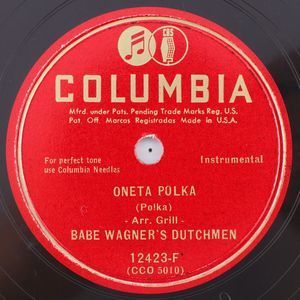 CBS
COLUMBIA
Mfrd. under Pats. Pending Trade Marks Reg. U.S.
Pat. Off. Marcas Registradas Made in U.S.A.
For perfect tone
use Columbia Needles
Instrumental
ONETA POLKA
(Polka)
- Arr. Grill -
BABE WAGNER'S DUTCHMEN
12423-F
(CCO 5010)